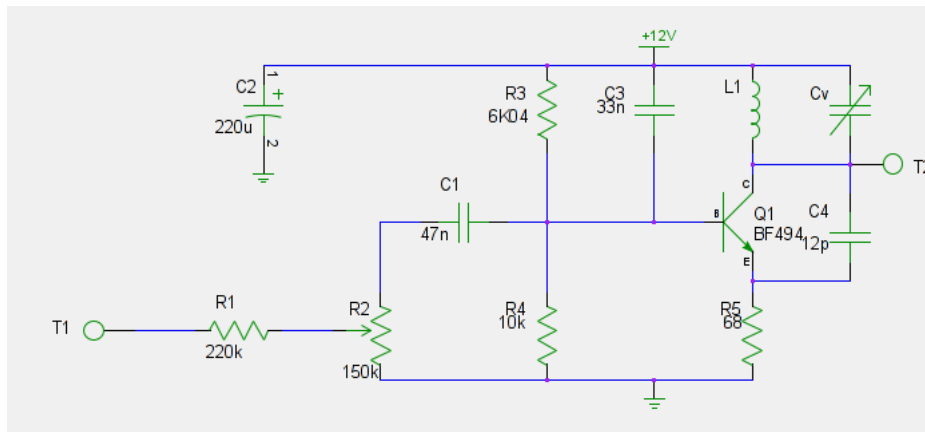 +12V
1
C2
+
220u
2
R3
6K04
C3
33n
L1
Cv
T2
C1
47n
C
B
Q1
BF494
E
C4
12p
T1
R1
220k
R2
150k
R4
10k
R5
68